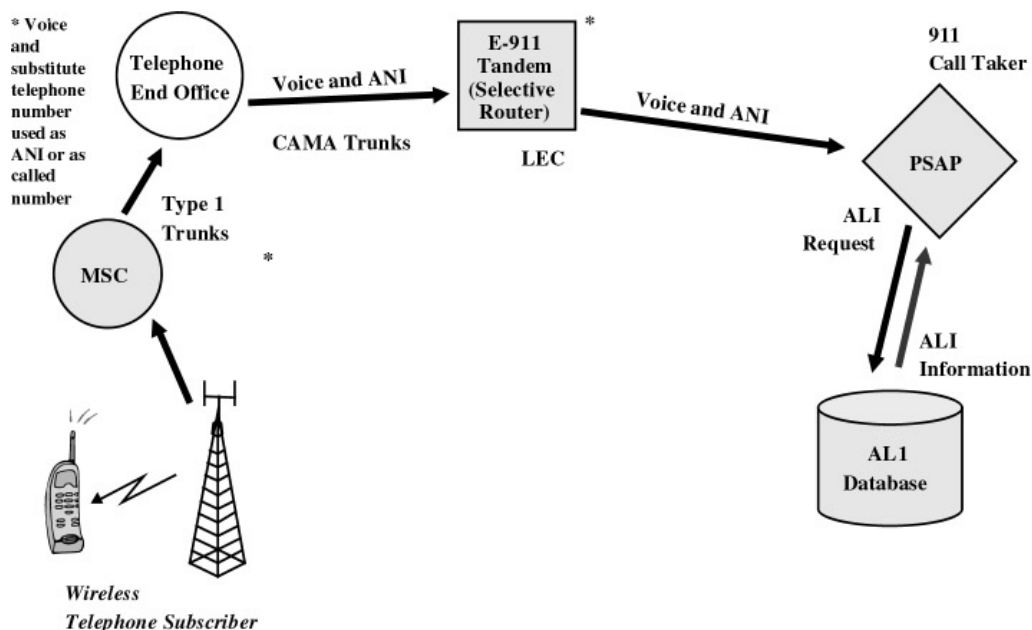 * Voice
and
substitute
telephone
number
used as
ANI or as
called
number
Telephone
End Office
Voice and ANI
CAMA Trunks
*
E-911
Tandem
(Selective
Router)
LEC
Voice and ANI
911
Call Taker
PSAP
Type 1
Trunks
*
MSC
ALI
Request
ALI
Information
AL1
Database
Wireless
Telephone Subscriber